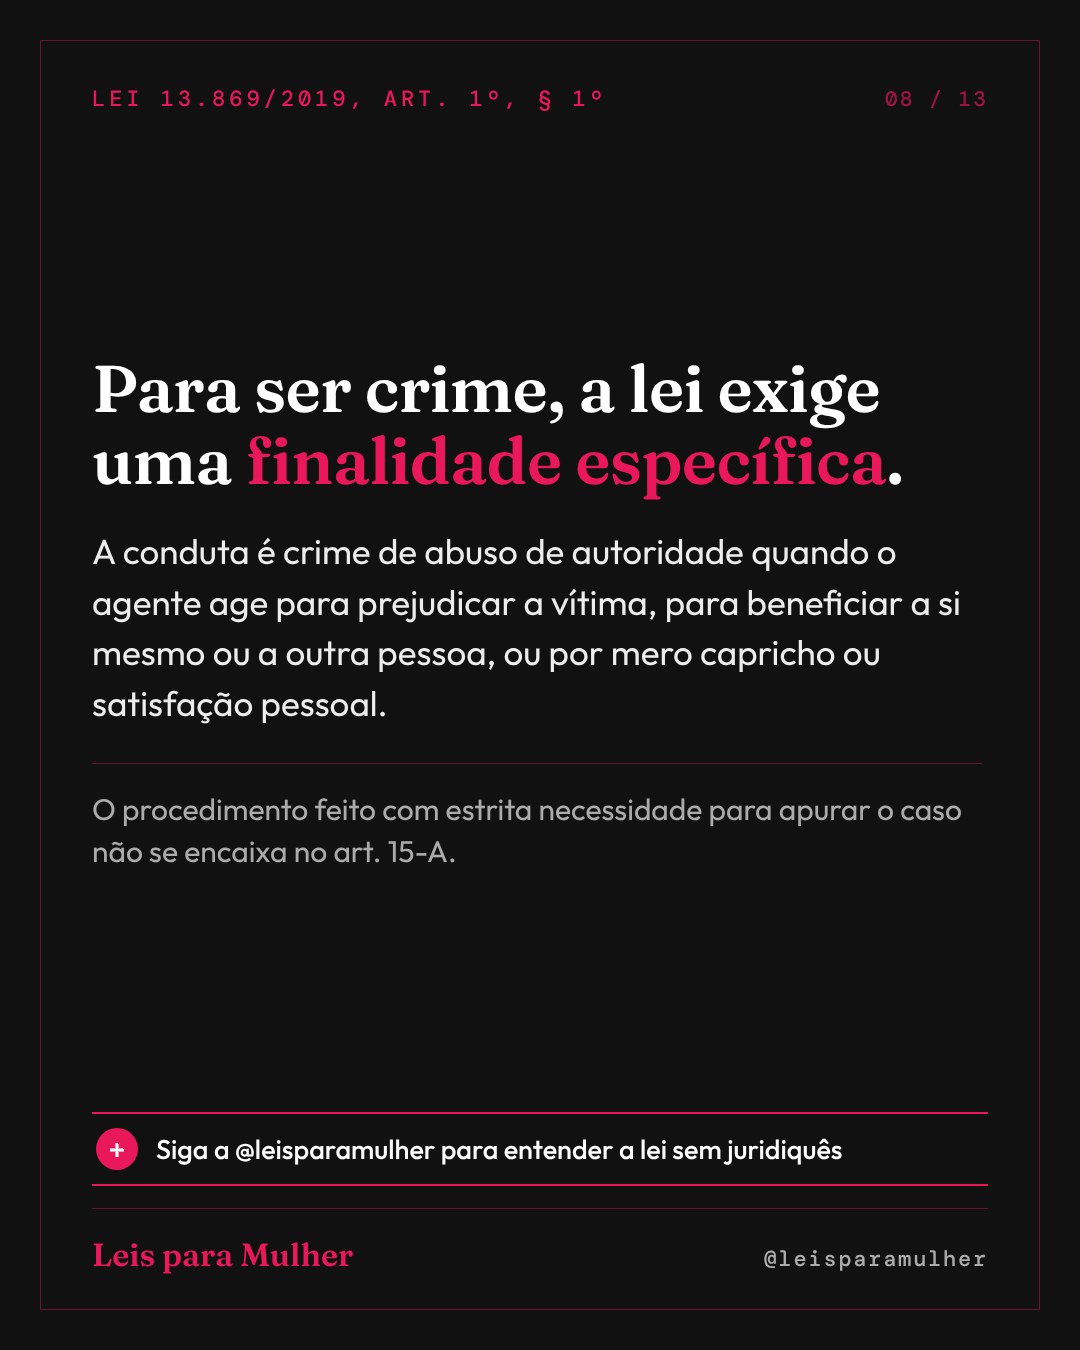 LEI 13.869/2019, ART. 1º, § 1º
08 / 13
Para ser crime, a lei exige
uma finalidade específica.
A conduta é crime de abuso de autoridade quando o
agente age para prejudicar a vítima, para beneficiar a si
mesmo ou a outra pessoa, ou por mero capricho ou
satisfação pessoal.
O procedimento feito com estrita necessidade para apurar o caso
não se encaixa no art. 15-A.
+ Siga a @leisparamulher para entender a lei sem juridiquês
Leis para Mulher
@leisparamulher